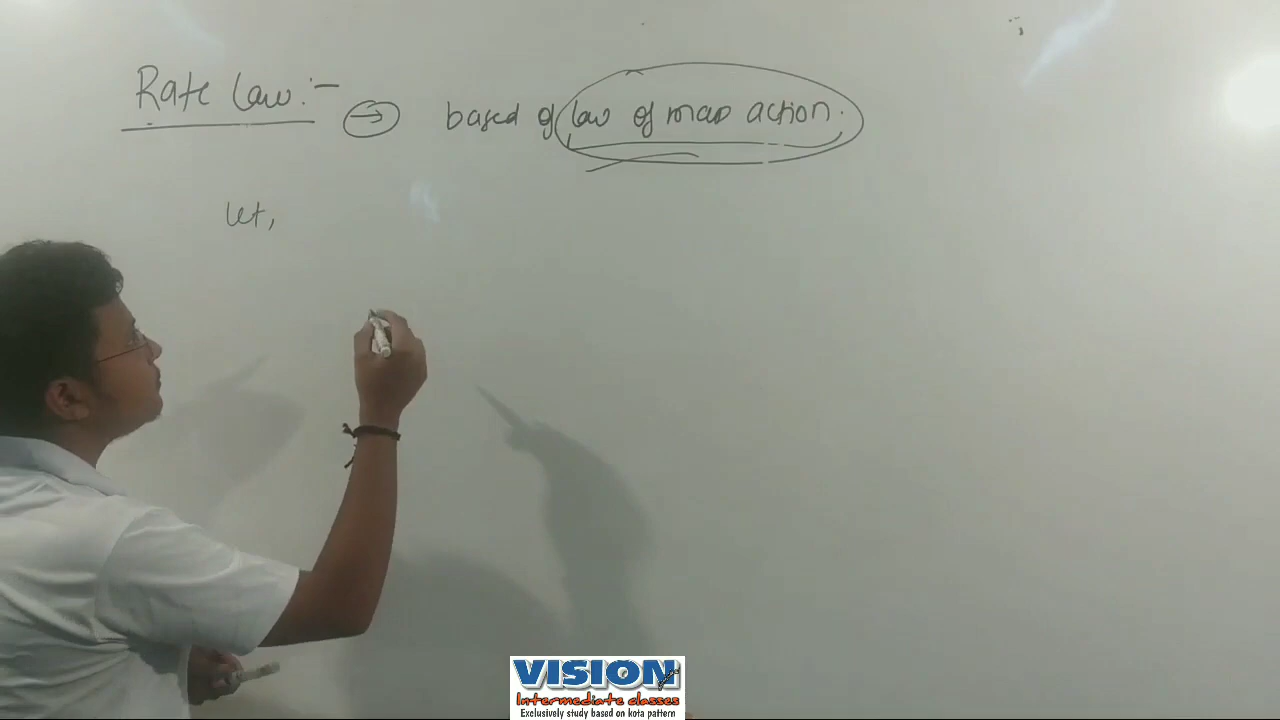 Rate Law :-
→ based of law of mass action.
let,
VISION
Intermediate classes
Exclusively study based on kota pattern